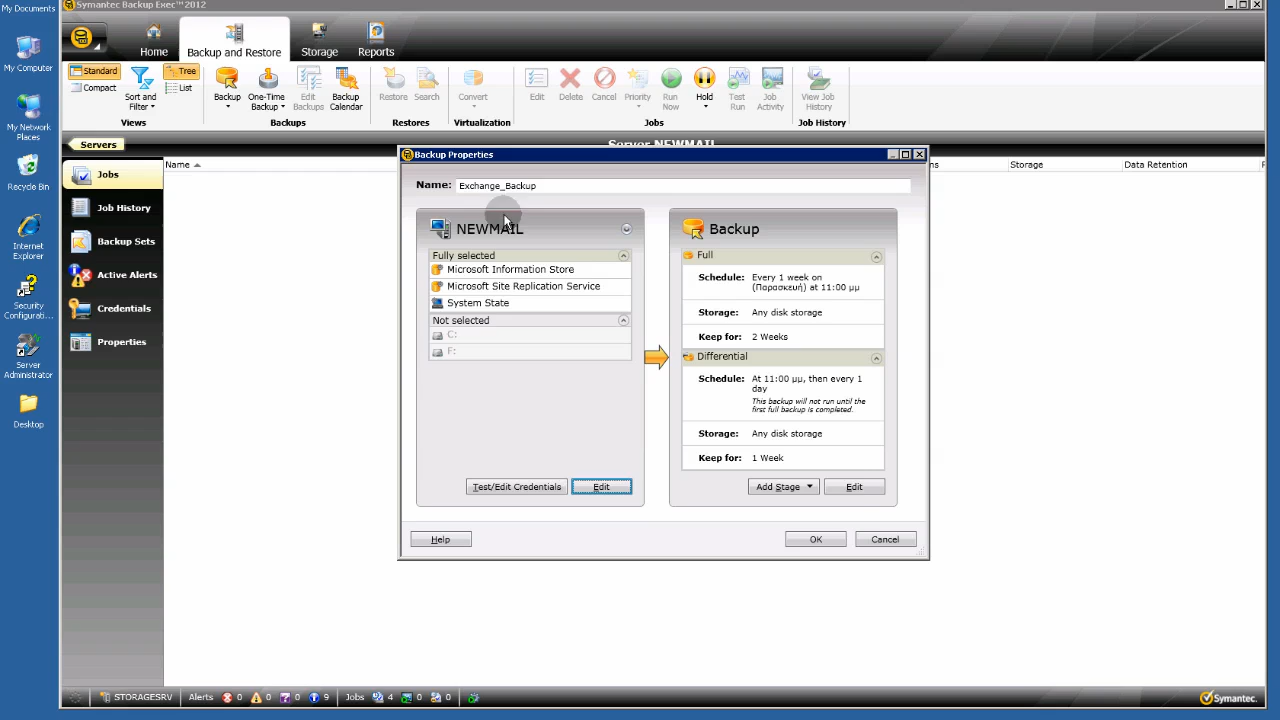 My Documents
Symantec Backup Exec™2012
Home
Backup and Restore
Storage
Reports
My Computer
My Network
Places
Recycle Bin
Internet
Explorer
Security
Configurati...
Server
Administrator
Desktop
Standard
Compact
Sort and
Filter
Tree
List
Views
Backup
One-Time
Backup
Edit
Backups
Backup
Calendar
Backups
Restore
Search
Restores
Convert
Virtualization
Edit
Delete
Cancel
Priority
Run
Now
Hold
Test
Run
Job
Activity
Jobs
View Job
History
Job History
Servers
Server NEWMAIL
Jobs
Job History
Backup Sets
Active Alerts
Credentials
Properties
Name
Storage
Data Retention
Backup Properties
Name: Exchange_Backup
NEWMAIL
Fully selected
Microsoft Information Store
Microsoft Site Replication Service
System State
Not selected
C:
F:
Test/Edit Credentials
Edit
Backup
Full
Schedule: Every 1 week on
(Παρασκευή) at 11:00 μμ
Storage: Any disk storage
Keep for: 2 Weeks
Differential
Schedule: At 11:00 μμ, then every 1
day
This backup will not run until the
first full backup is completed.
Storage: Any disk storage
Keep for: 1 Week
Add Stage
Edit
Help
OK
Cancel
STORAGESRV
Alerts 0 0 0 9
Jobs 4 0 0
Symantec.